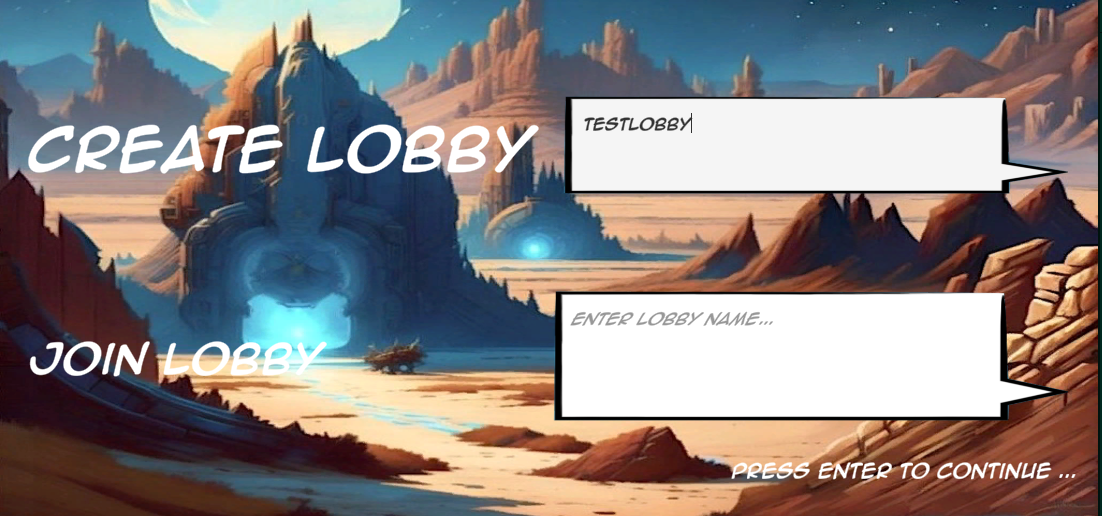 CREATE LOBBY
TESTLOBBY
JOIN LOBBY
ENTER LOBBY NAME...
PRESS ENTER TO CONTINUE ...